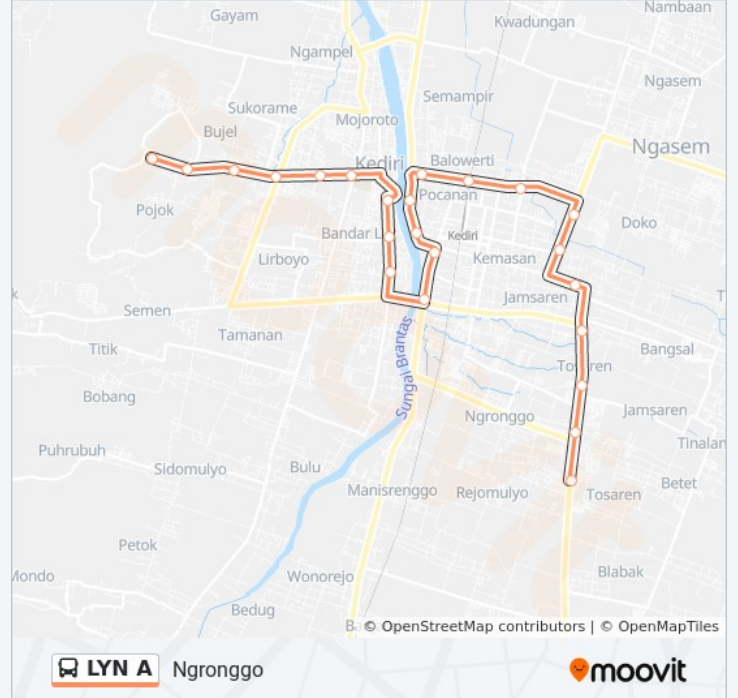 Gayam
Nambaan
Kwadungan
Ngampel
Ngasem
Semampir
Sukorame
Mojoroto
Bujel
Ngasem
Kediri
Balowerti
Pocanan
Pojok
Doko
Bandar L
Kediri
Lirboyo
Kemasan
k
Jamsaren
T
Semen
Tamanan
Titik
Bangsal
Sungai Brantas
Tosaren
Bobang
Jamsaren
Ngronggo
Tinalan
Puhrubuh
Sidomulyo
Bulu
Betet
Manisrenggo
Rejomulyo
Tosaren
Petok
Mondo
Wonorejo
Blabak
Bedug
Ba
© OpenStreetMap contributors | © OpenMapTiles
LYN A
Ngronggo
moovit